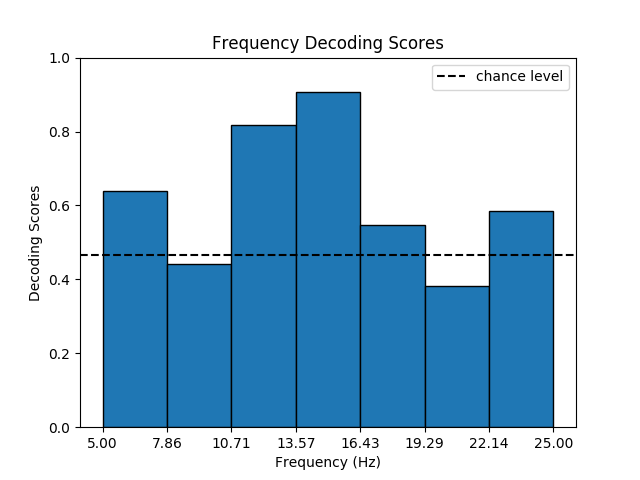 Frequency Decoding Scores
1.0
chance level
0.8
0.6
0.4
0.2
0.0
Decoding Scores
5.00 7.86 10.71 13.57 16.43 19.29 22.14 25.00
Frequency (Hz)